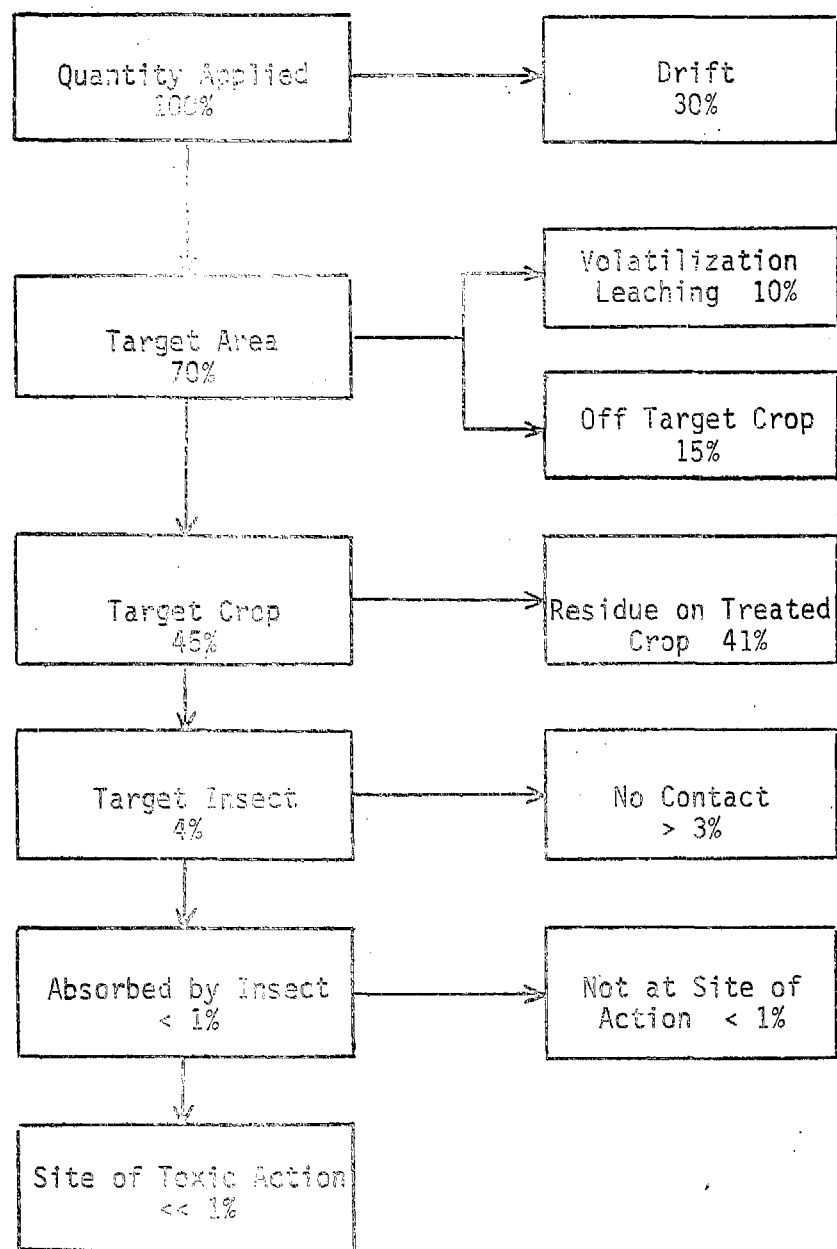 Quantity Applied
100%
Drift
30%
Volatilization
Leaching 10%
Target Area
70%
Off Target Crop
15%
Target Crop
45%
Residue on Treated
Crop 41%
Target Insect
4%
No Contact
> 3%
Absorbed by Insect
< 1%
Not at Site of
Action < 1%
Site of Toxic Action
<< 1%